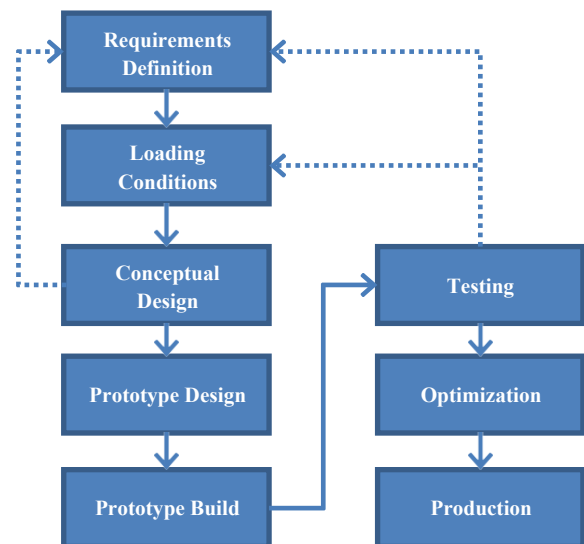 Requirements
Definition
Loading
Conditions
Conceptual
Design
Prototype Design
Prototype Build
Testing
Optimization
Production